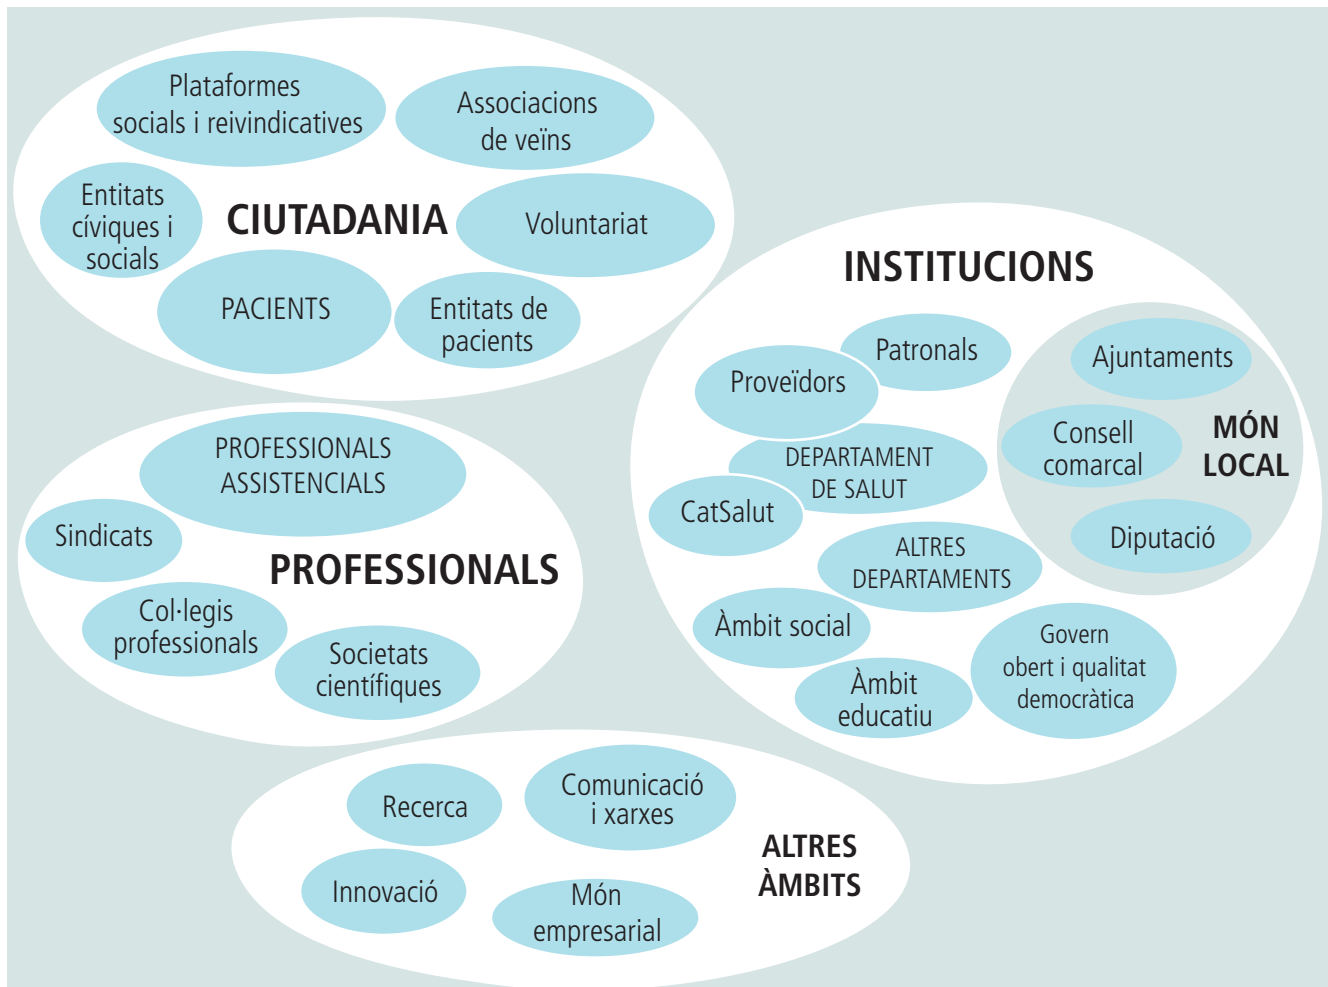 Plataformes
socials i reivindicatives
Associacions
de veïns
Entitats
cíviques i
socials
CIUTADANIA
Voluntariat
PACIENTS
Entitats de
pacients
INSTITUCIONS
Patronals
Proveïdors
Ajuntaments
Consell
comarcal
MÓN
LOCAL
Diputació
DEPARTAMENT
DE SALUT
CatSalut
ALTRES
DEPARTAMENTS
Àmbit social
Àmbit
educatiu
Govern
obert i qualitat
democràtica
PROFESSIONALS
ASSISTENCIALS
Sindicats
PROFESSIONALS
Col·legis
professionals
Societats
científiques
Recerca
Comunicació
i xarxes
ALTRES
ÀMBITS
Innovació
Món
empresarial